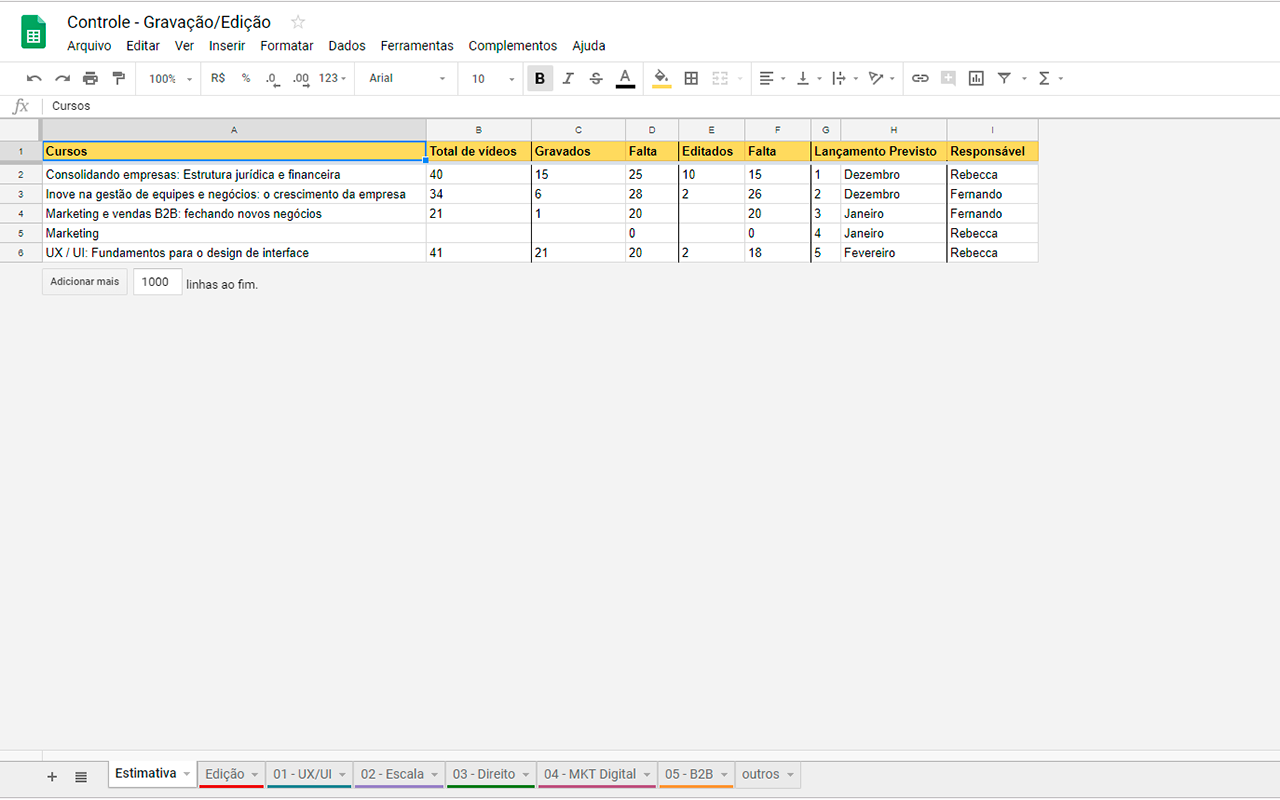 Controle - Gravação/Edição
Arquivo Editar Ver Inserir Formatar Dados Ferramentas Complementos Ajuda
100% R$ % .0 .00 123 Arial 10 B I S A Σ
fx Cursos
A B C D E F G H I
1 Cursos Total de vídeos Gravados Falta Editados Falta Lançamento Previsto Responsável
2 Consolidando empresas: Estrutura jurídica e financeira 40 15 25 10 15 1 Dezembro Rebecca
3 Inove na gestão de equipes e negócios: o crescimento da empresa 34 6 28 2 26 2 Dezembro Fernando
4 Marketing e vendas B2B: fechando novos negócios 21 1 20 20 3 Janeiro Fernando
5 Marketing 0 0 4 Janeiro Rebecca
6 UX / UI: Fundamentos para o design de interface 41 21 20 2 18 5 Fevereiro Rebecca
Adicionar mais 1000 linhas ao fim.
+ Estimativa Edição 01 - UX/UI 02 - Escala 03 - Direito 04 - MKT Digital 05 - B2B outros